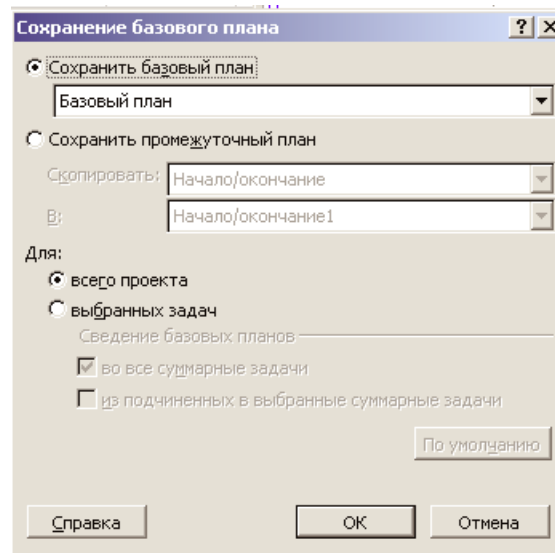 Сохранение базового плана
Сохранить базовый план
Базовый план
Сохранить промежуточный план
Скопировать: Начало/окончание
В: Начало/окончание1
Для:
всего проекта
выбранных задач
Сведение базовых планов
во все суммарные задачи
из подчиненных в выбранные суммарные задачи
По умолчанию
Справка ОК Отмена